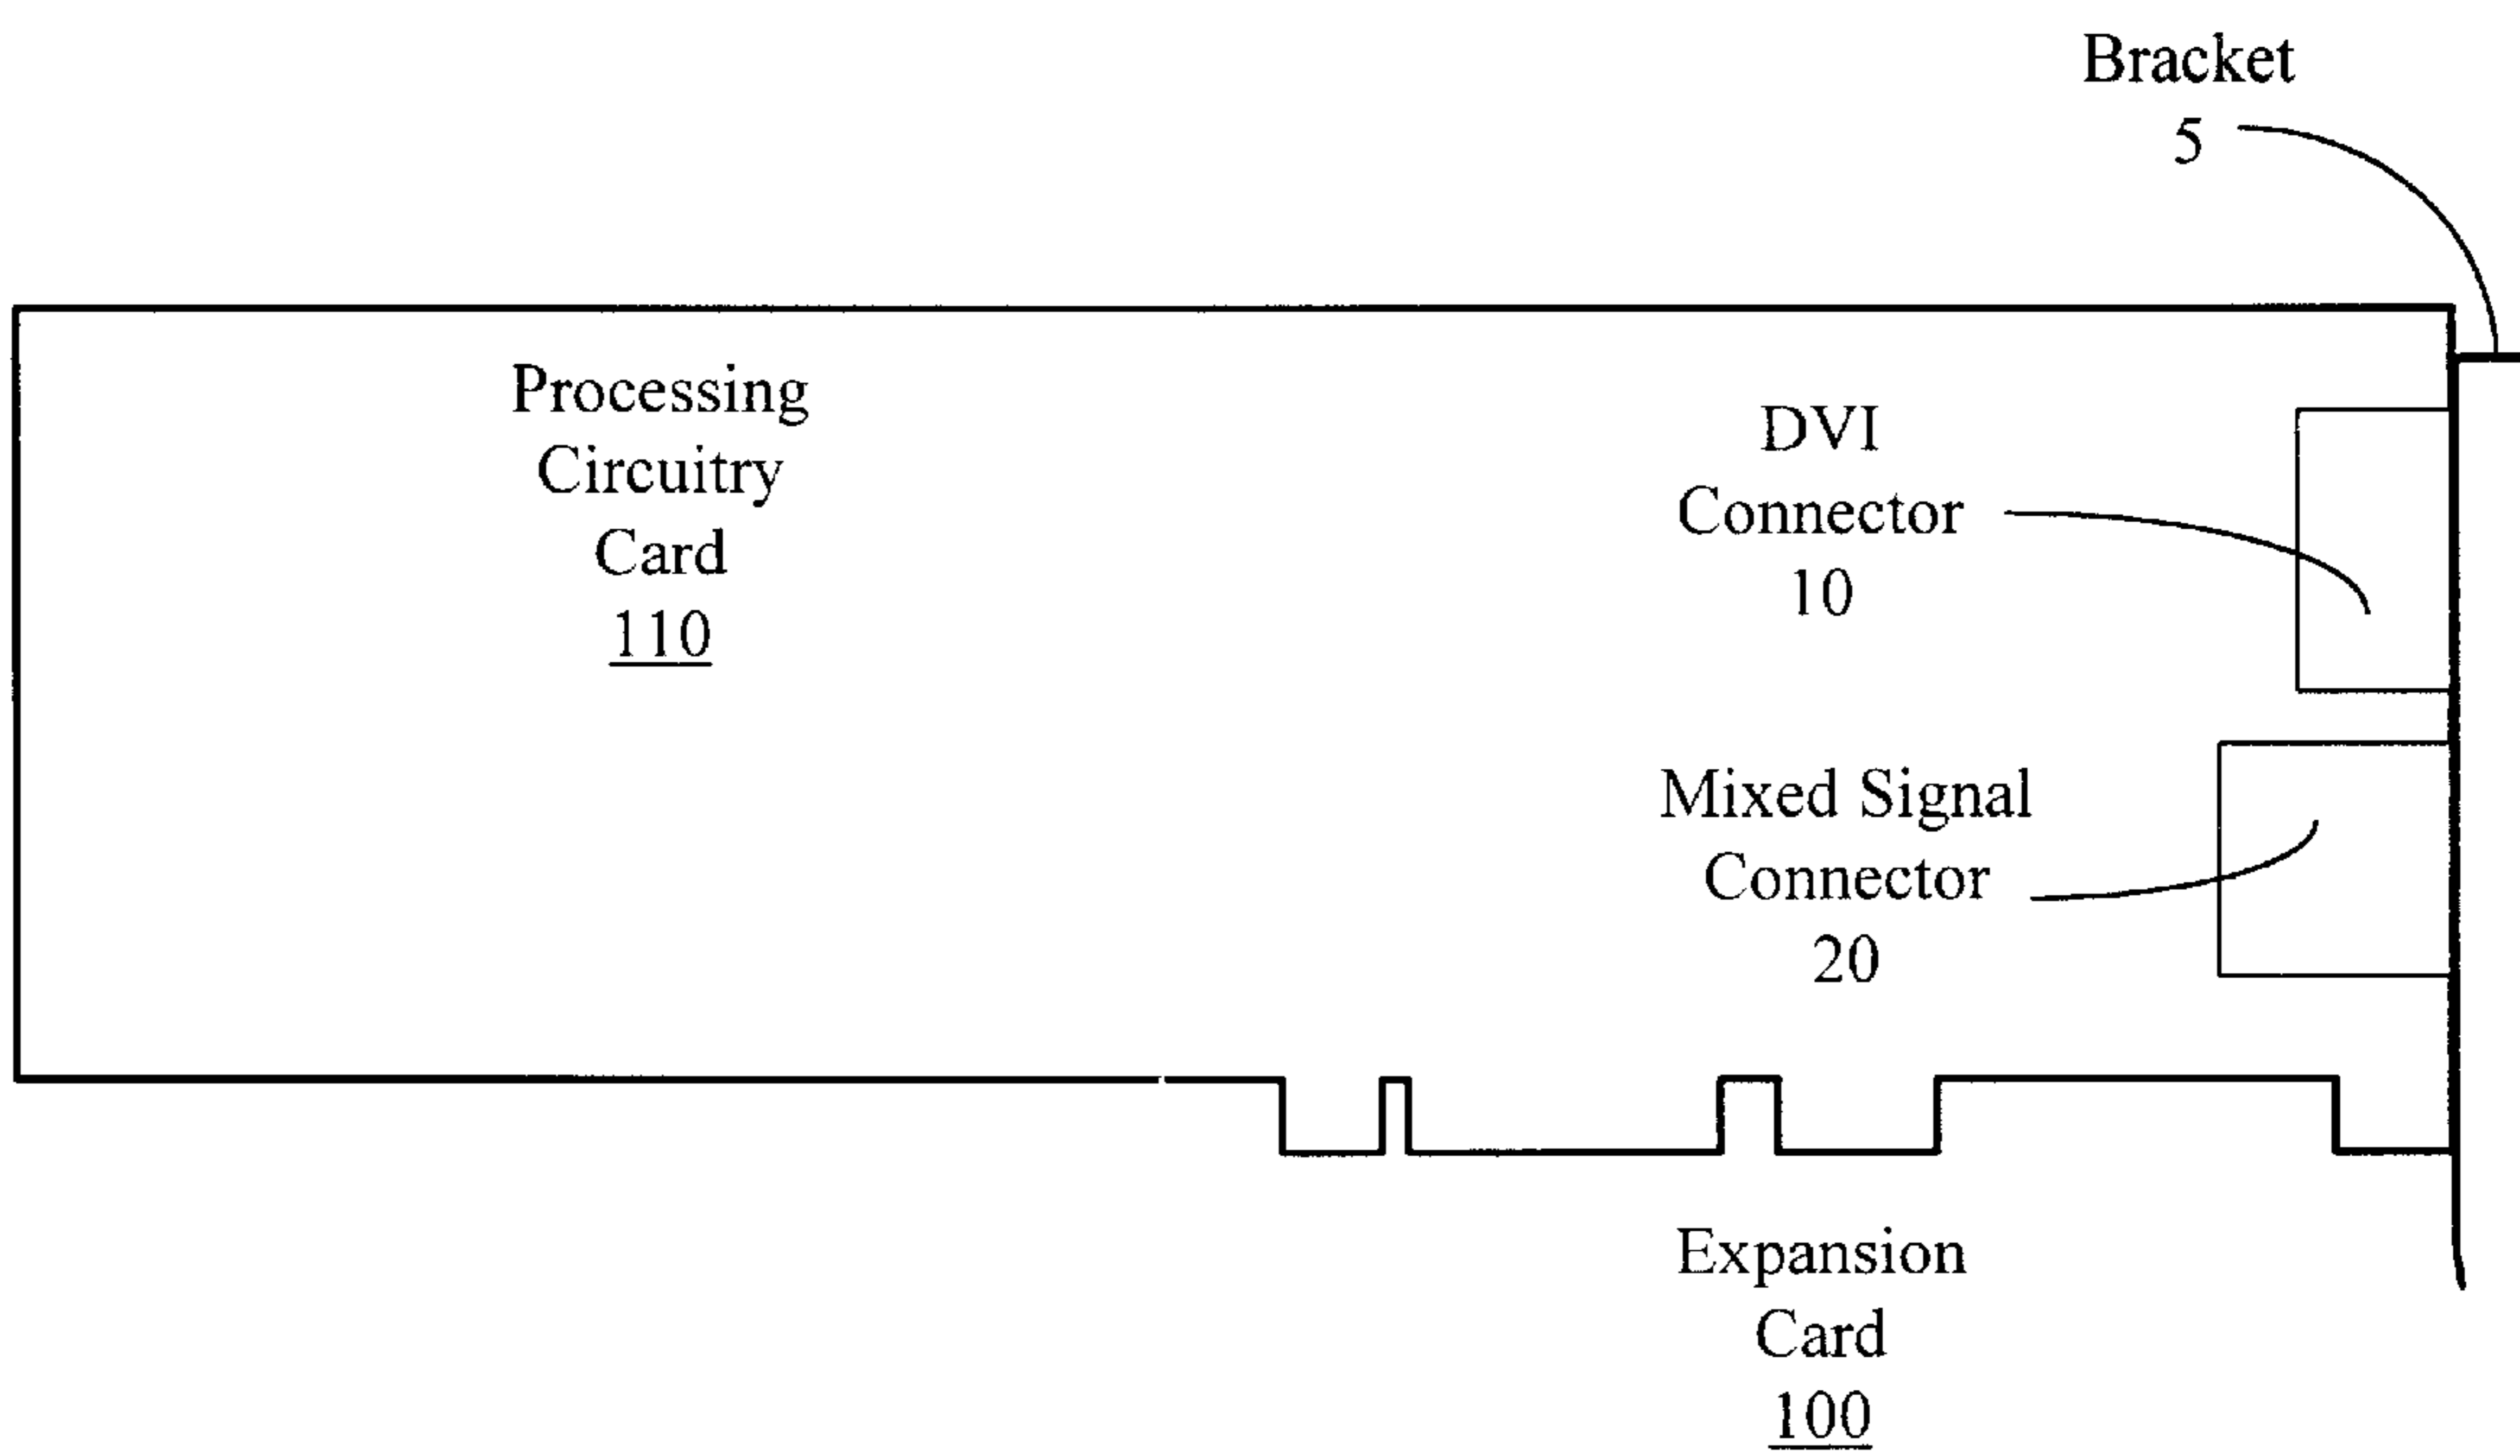 Bracket
5
Processing
Circuitry
Card
110
DVI
Connector
10
Mixed Signal
Connector
20
Expansion
Card
100